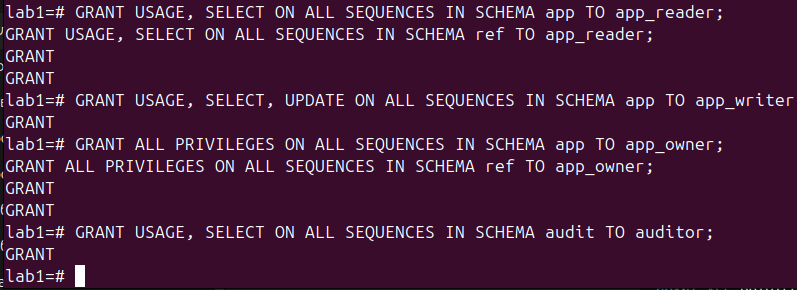 lab1=# GRANT USAGE, SELECT ON ALL SEQUENCES IN SCHEMA app TO app_reader;
GRANT USAGE, SELECT ON ALL SEQUENCES IN SCHEMA ref TO app_reader;
GRANT
GRANT
lab1=# GRANT USAGE, SELECT, UPDATE ON ALL SEQUENCES IN SCHEMA app TO app_writer
GRANT
lab1=# GRANT ALL PRIVILEGES ON ALL SEQUENCES IN SCHEMA app TO app_owner;
GRANT ALL PRIVILEGES ON ALL SEQUENCES IN SCHEMA ref TO app_owner;
GRANT
GRANT
lab1=# GRANT USAGE, SELECT ON ALL SEQUENCES IN SCHEMA audit TO auditor;
GRANT
lab1=#